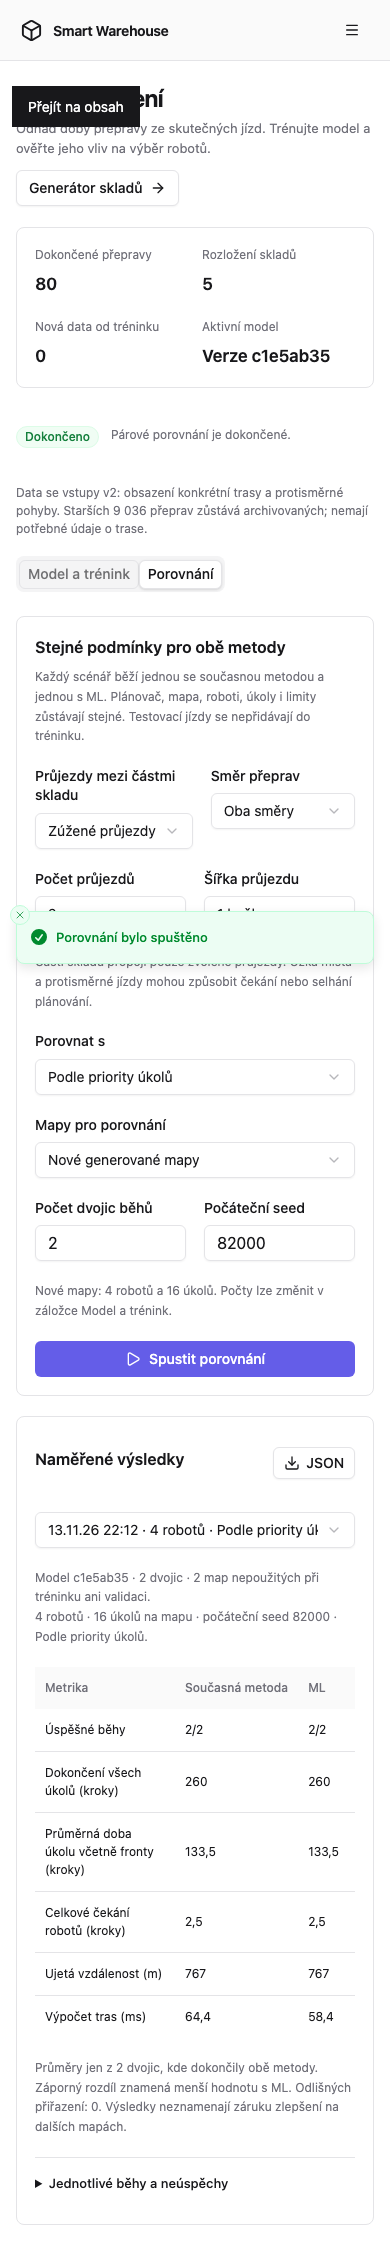 Smart Warehouse
Přejít na obsah
Odhad doby přepravy ze skutečných jízd. Trénujte model a
ověřte jeho vliv na výběr robotů.
Generátor skladů
Dokončené přepravy
Rozložení skladů
80
5
Nová data od tréninku
Aktivní model
0
Verze c1e5ab35
Dokončeno
Párové porovnání je dokončené.
Data se vstupy v2: obsazení konkrétní trasy a protisměrné
pohyby. Starších 9 036 přeprav zůstává archivovaných; nemají
potřebné údaje o trase.
Model a trénink
Porovnání
Stejné podmínky pro obě metody
Každý scénář běží jednou se současnou metodou a
jednou s ML. Plánovač, mapa, roboti, úkoly i limity
zůstávají stejné. Testovací jízdy se nepřidávají do
tréninku.
Průjezdy mezi částmi
skladu
Směr přeprav
Zúžené průjezdy
Oba směry
Počet průjezdů
Šířka průjezdu
Porovnání bylo spuštěno
a protisměrné jízdy mohou způsobit čekání nebo selhání
plánování.
Porovnat s
Podle priority úkolů
Mapy pro porovnání
Nové generované mapy
Počet dvojic běhů
Počáteční seed
2
82000
Nové mapy: 4 robotů a 16 úkolů. Počty lze změnit v
záložce Model a trénink.
Spustit porovnání
Naměřené výsledky
JSON
13.11.26 22:12 · 4 robotů · Podle priority úk
Model c1e5ab35 · 2 dvojic · 2 map nepoužitých při
tréninku ani validaci.
4 robotů · 16 úkolů na mapu · počáteční seed 82000 ·
Podle priority úkolů.
Metrika
Současná metoda
ML
Úspěšné běhy
2/2
2/2
Dokončení všech
úkolů (kroky)
260
260
Průměrná doba
úkolu včetně fronty
(kroky)
133,5
133,5
Celkové čekání
robotů (kroky)
2,5
2,5
Ujetá vzdálenost (m)
767
767
Výpočet tras (ms)
64,4
58,4
Průměry jen z 2 dvojic, kde dokončily obě metody.
Záporný rozdíl znamená menší hodnotu s ML. Odlišných
přiřazení: 0. Výsledky neznamenají záruku zlepšení na
dalších mapách.
Jednotlivé běhy a neúspěchy